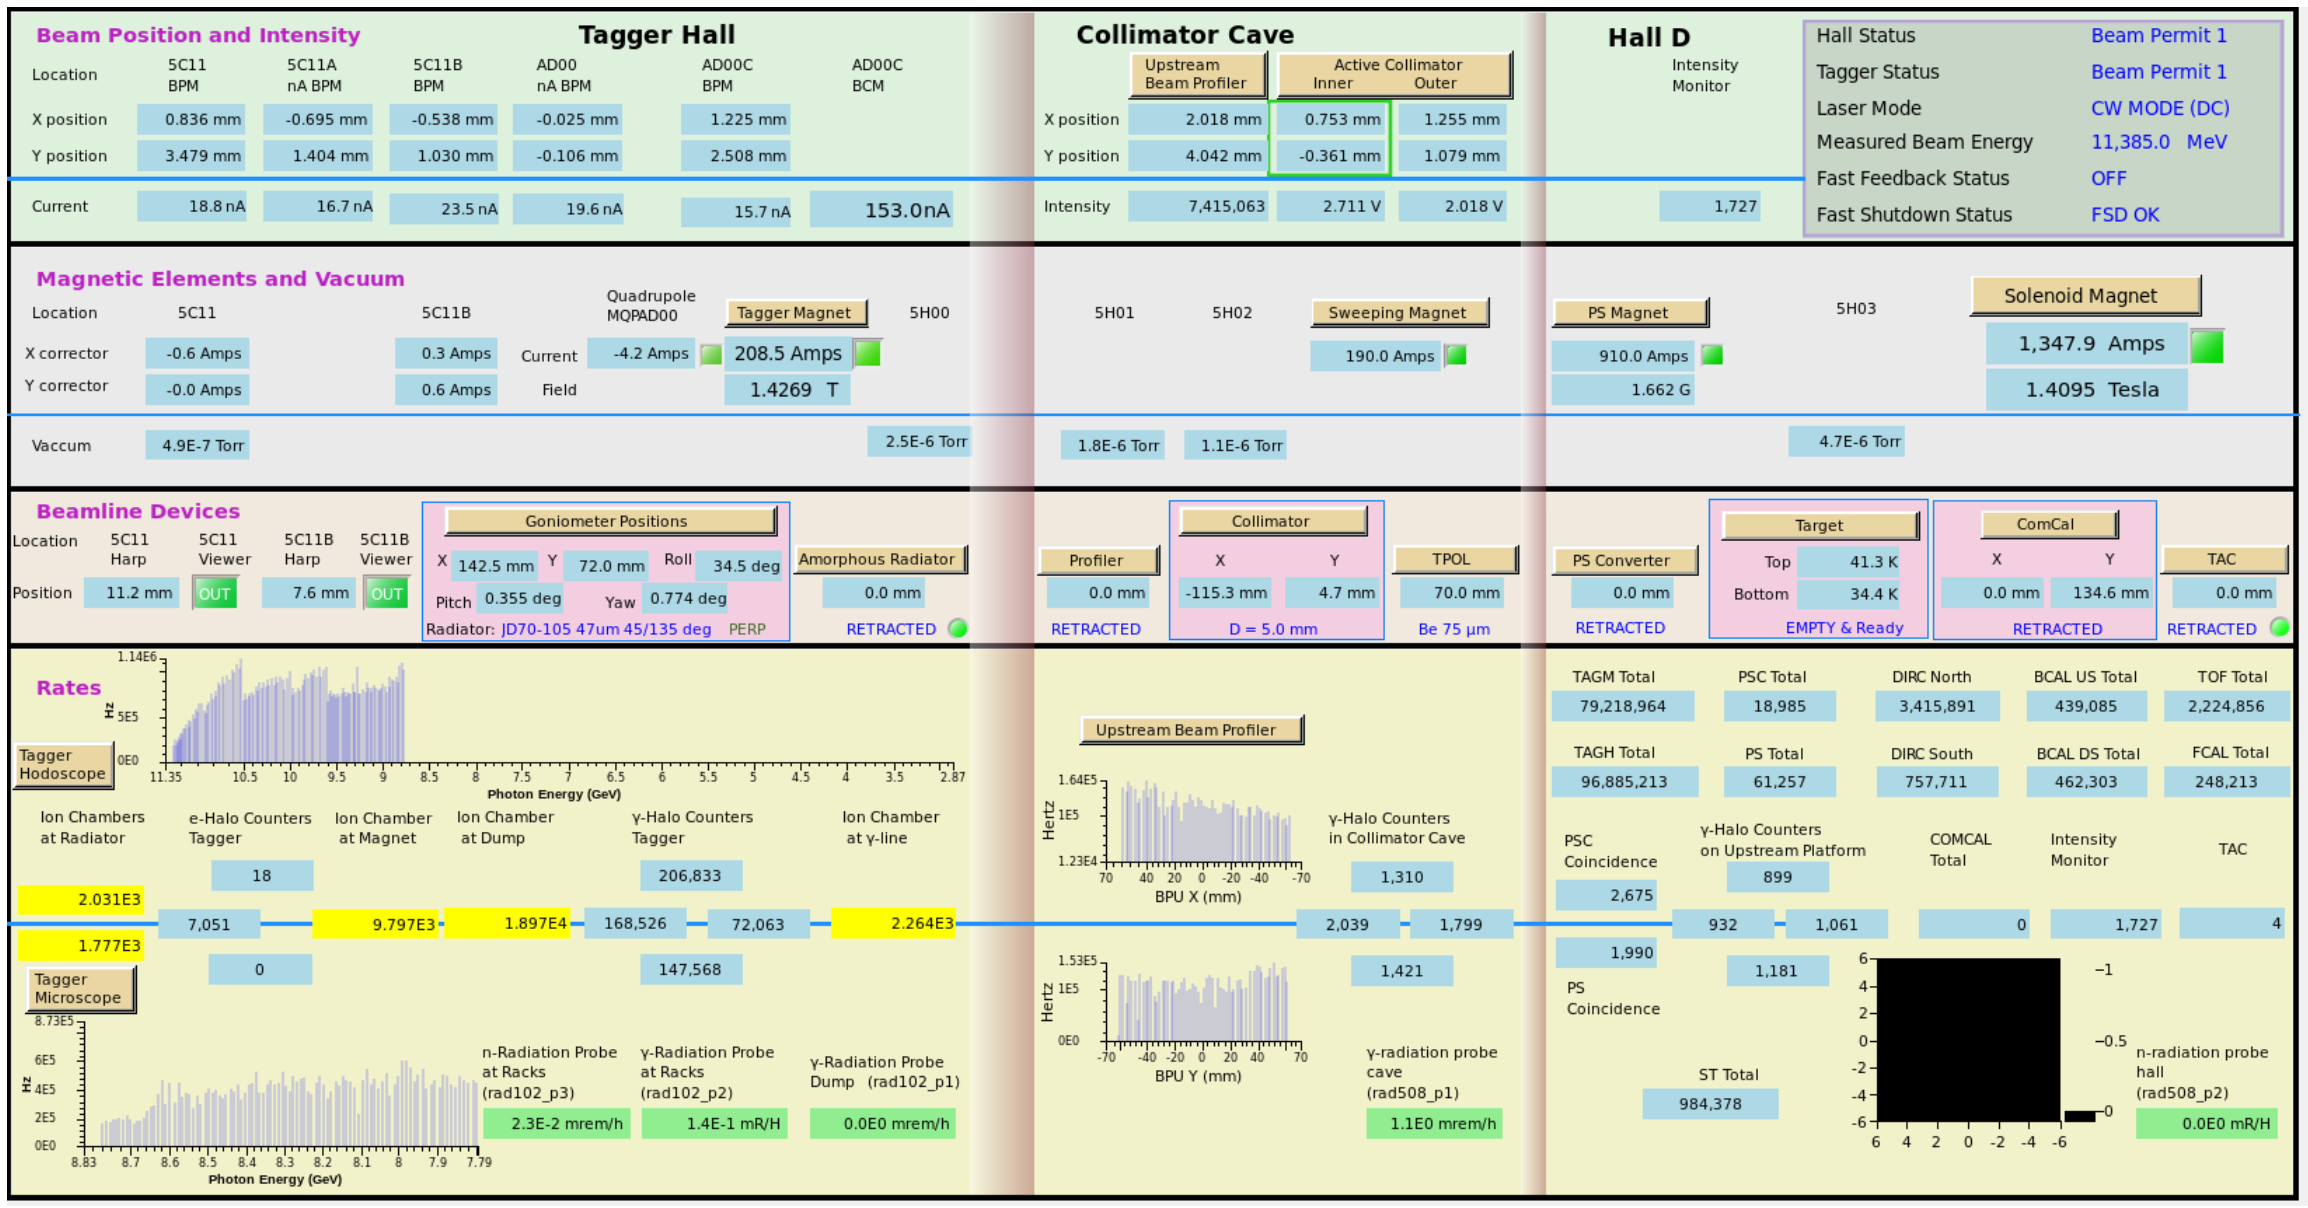 Beam Position and Intensity
Tagger Hall
Collimator Cave
Hall D
Location
5C11 BPM
5C11A nA BPM
5C11B BPM
AD00 nA BPM
AD00C BPM
AD00C BCM
Upstream Beam Profiler
Active Collimator
Inner Outer
Intensity Monitor
X position 0.836 mm -0.695 mm -0.538 mm -0.025 mm 1.225 mm
X position 2.018 mm 0.753 mm 1.255 mm
Y position 3.479 mm 1.404 mm 1.030 mm -0.106 mm 2.508 mm
Y position 4.042 mm -0.361 mm 1.079 mm
Current 18.8 nA 16.7 nA 23.5 nA 19.6 nA 15.7 nA 153.0nA
Intensity 7,415,063 2.711 V 2.018 V 1,727
Hall Status Beam Permit 1
Tagger Status Beam Permit 1
Laser Mode CW MODE (DC)
Measured Beam Energy 11,385.0 MeV
Fast Feedback Status OFF
Fast Shutdown Status FSD OK
Magnetic Elements and Vacuum
Location 5C11 5C11B
Quadrupole
MQPAD00
Tagger Magnet 5H00 5H01 5H02 Sweeping Magnet PS Magnet 5H03 Solenoid Magnet
X corrector -0.6 Amps 0.3 Amps Current -4.2 Amps 208.5 Amps 190.0 Amps 910.0 Amps 1,347.9 Amps
Y corrector -0.0 Amps 0.6 Amps Field 1.4269 T 1.662 G 1.4095 Tesla
Vaccum 4.9E-7 Torr 2.5E-6 Torr 1.8E-6 Torr 1.1E-6 Torr 4.7E-6 Torr
Beamline Devices
Location
5C11 Harp
5C11 Viewer
5C11B Harp
5C11B Viewer
Position 11.2 mm OUT 7.6 mm OUT
Goniometer Positions
X 142.5 mm Y 72.0 mm Roll 34.5 deg
Pitch 0.355 deg Yaw 0.774 deg
Radiator: JD70-105 47um 45/135 deg PERP
Amorphous Radiator
0.0 mm
RETRACTED
Profiler
0.0 mm
RETRACTED
Collimator
X Y
-115.3 mm 4.7 mm
D = 5.0 mm
TPOL
70.0 mm
Be 75 µm
PS Converter
0.0 mm
RETRACTED
Target
Top 41.3 K
Bottom 34.4 K
EMPTY & Ready
ComCal
X Y
0.0 mm 134.6 mm
RETRACTED
TAC
0.0 mm
RETRACTED
Rates
Tagger
Hodoscope
Hz
1.14E6
5E5
0E0
11.35 10.5 10 9.5 9 8.5 8 7.5 7 6.5 6 5.5 5 4.5 4 3.5 2.87
Photon Energy (GeV)
Ion Chambers
at Radiator
2.031E3
1.777E3
e-Halo Counters
Tagger
18
7,051
0
Ion Chamber
at Magnet
9.797E3
Ion Chamber
at Dump
1.897E4
γ-Halo Counters
Tagger
206,833
168,526 72,063
147,568
Ion Chamber
at γ-line
2.264E3
Tagger
Microscope
Hz
8.73E5
6E5
4E5
2E5
0E0
8.83 8.7 8.6 8.5 8.4 8.3 8.2 8.1 8 7.9 7.79
Photon Energy (GeV)
n-Radiation Probe
at Racks
(rad102_p3)
2.3E-2 mrem/h
γ-Radiation Probe
at Racks
(rad102_p2)
1.4E-1 mR/H
γ-Radiation Probe
Dump (rad102_p1)
0.0E0 mrem/h
Upstream Beam Profiler
Hertz
1.64E5
1E5
1.23E4
70 40 20 0 -20 -40 -70
BPU X (mm)
Hertz
1.53E5
1E5
0E0
-70 -40 -20 0 20 40 70
BPU Y (mm)
γ-Halo Counters
in Collimator Cave
1,310
2,039 1,799
1,421
γ-radiation probe
cave
(rad508_p1)
1.1E0 mrem/h
TAGM Total PSC Total DIRC North BCAL US Total TOF Total
79,218,964 18,985 3,415,891 439,085 2,224,856
TAGH Total PS Total DIRC South BCAL DS Total FCAL Total
96,885,213 61,257 757,711 462,303 248,213
PSC
Coincidence
2,675
1,990
PS
Coincidence
γ-Halo Counters
on Upstream Platform
899
932 1,061
1,181
COMCAL
Total
0
Intensity
Monitor
1,727
TAC
4
ST Total
984,378
6
4
2
0
-2
-4
-6
6 4 2 0 -2 -4 -6
1
0.5
0
n-radiation probe
hall
(rad508_p2)
0.0E0 mR/H